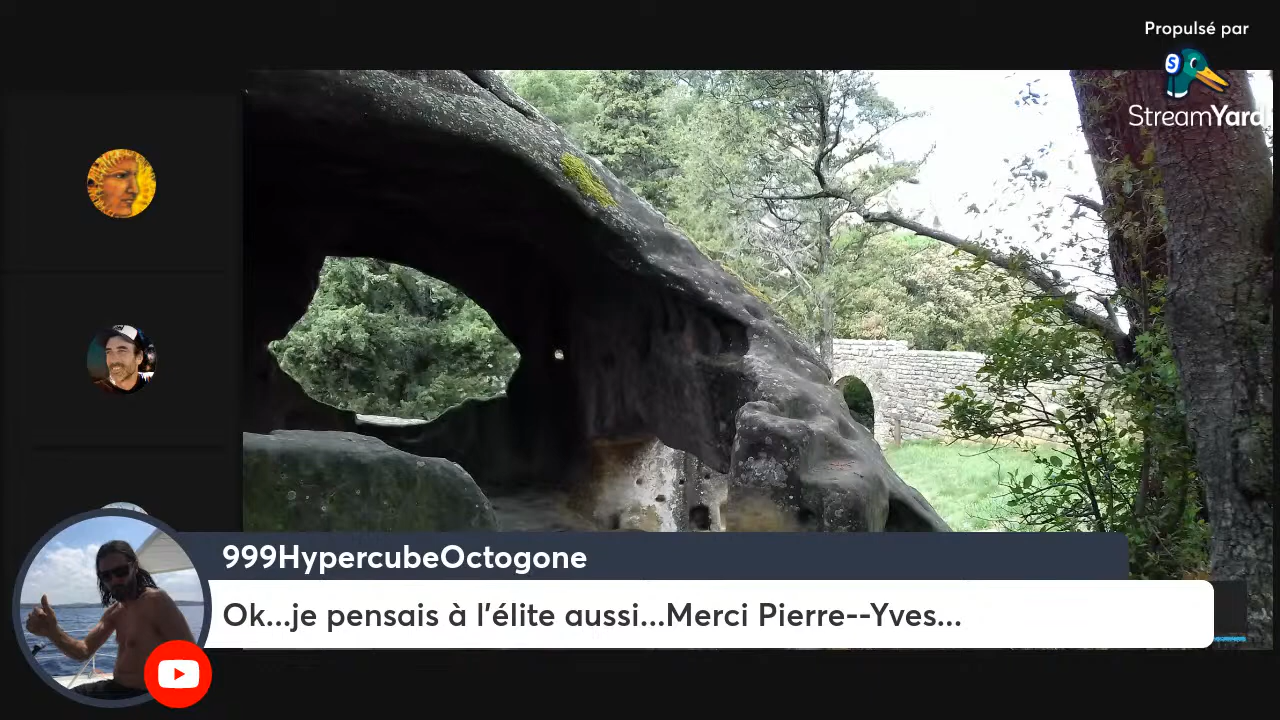 Propulsé par
StreamYard
999HypercubeOctogone
Ok...je pensais à l'élite aussi...Merci Pierre--Yves...